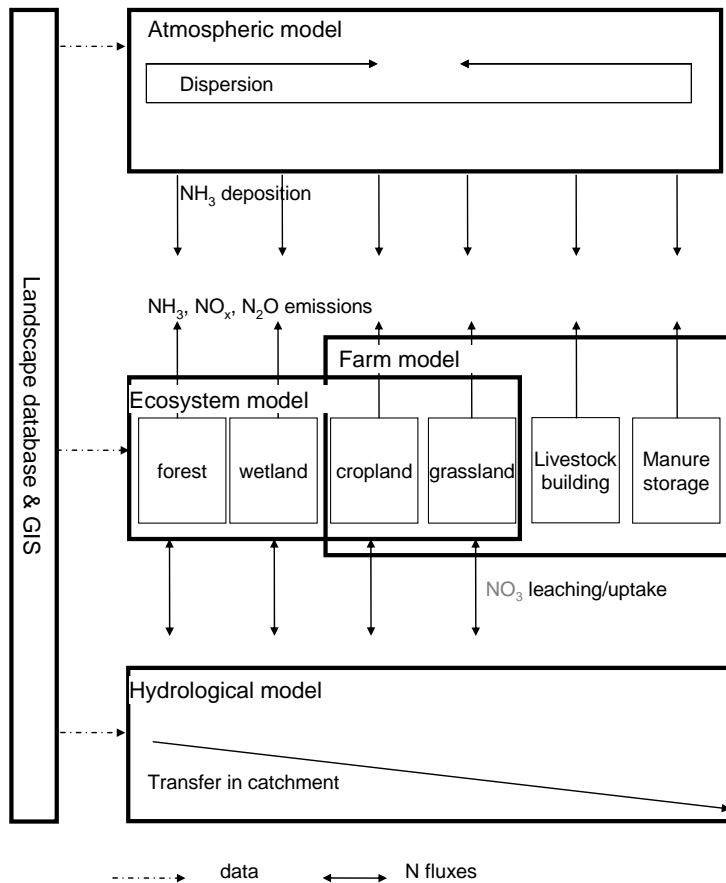 Landscape database & GIS
Atmospheric model
Dispersion
NH₃ deposition
NH₃, NOₓ, N₂O emissions
Farm model
Ecosystem model
forest
wetland
cropland
grassland
Livestock
building
Manure
storage
NO₃ leaching/uptake
Hydrological model
Transfer in catchment
data
N fluxes